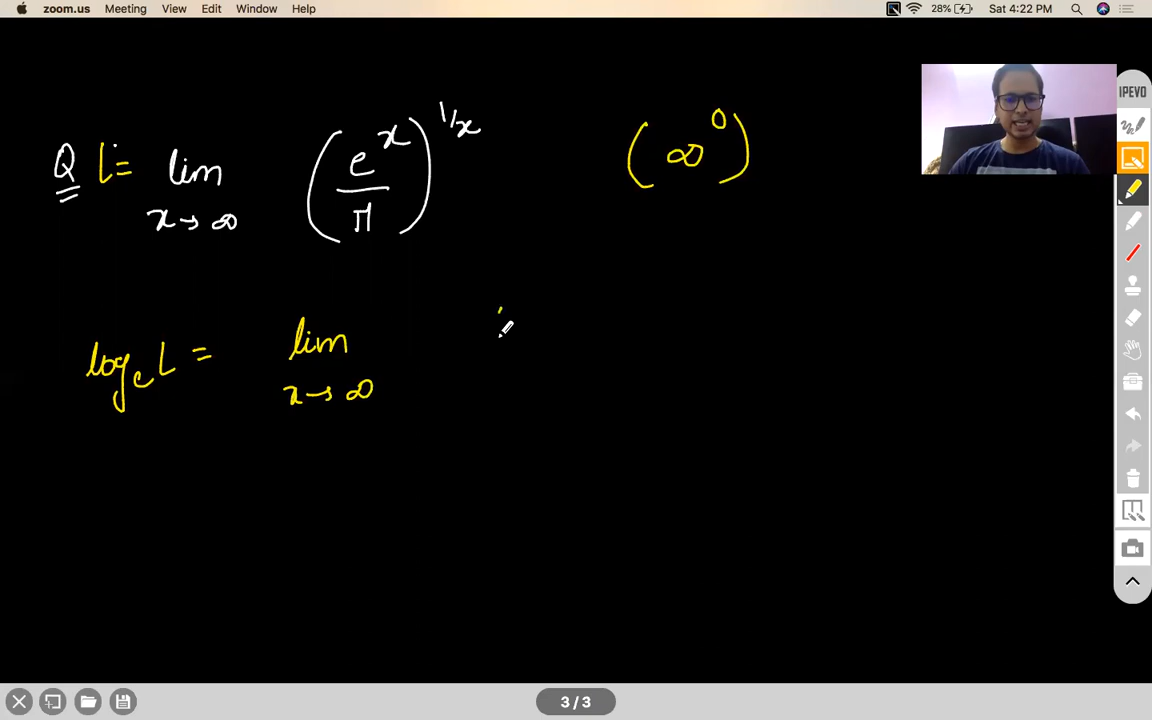 zoom.us Meeting View Edit Window Help 28% Sat 4:22 PM
IPEVO
Q L = lim x→∞ (e^x/π)^1/x (∞^0)
log_e L = lim x→∞
3 / 3